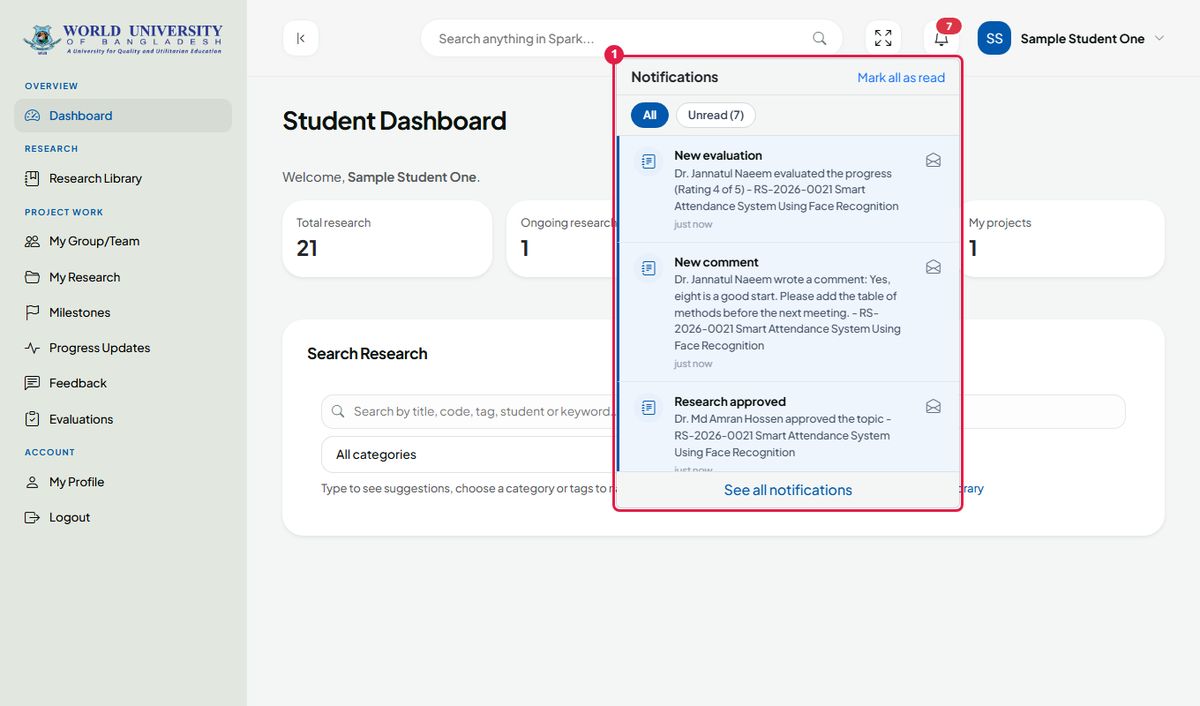 WORLD UNIVERSITY
OF BANGLADESH
A University for Quality and Utilitarian Education
OVERVIEW
Dashboard
RESEARCH
Research Library
PROJECT WORK
My Group/Team
My Research
Milestones
Progress Updates
Feedback
Evaluations
ACCOUNT
My Profile
Logout
Search anything in Spark...
7
SS
Sample Student One
Student Dashboard
Welcome, Sample Student One.
Total research
21
Ongoing research
1
My projects
1
Search Research
Search by title, code, tag, student or keyword...
All categories
Type to see suggestions, choose a category or tags to
1
Notifications
Mark all as read
All
Unread (7)
New evaluation
Dr. Jannatul Naeem evaluated the progress
(Rating 4 of 5) - RS-2026-0021 Smart
Attendance System Using Face Recognition
just now
New comment
Dr. Jannatul Naeem wrote a comment: Yes,
eight is a good start. Please add the table of
methods before the next meeting. - RS-
2026-0021 Smart Attendance System Using
Face Recognition
just now
Research approved
Dr. Md Amran Hossen approved the topic -
RS-2026-0021 Smart Attendance System
Using Face Recognition
just now
See all notifications